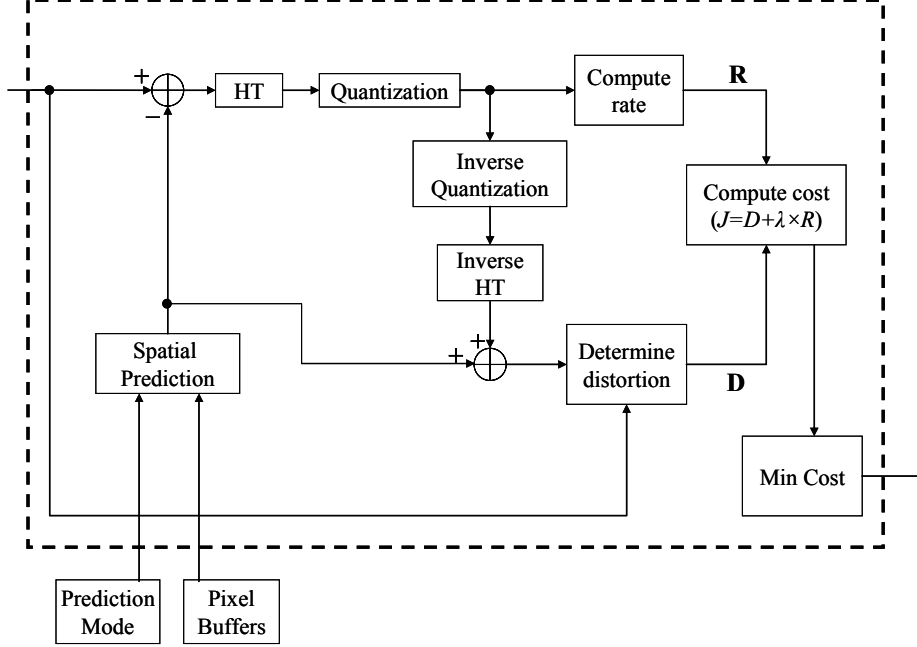 +
−
HT
Quantization
Compute
rate
R
Inverse
Quantization
Compute cost
(J=D+λ×R)
Inverse
HT
Spatial
Prediction
+
+
Determine
distortion
D
Min Cost
Prediction
Mode
Pixel
Buffers